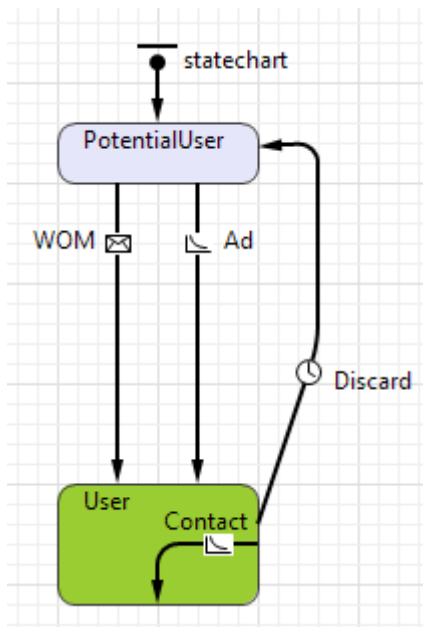 statechart
PotentialUser
WOM
Ad
Discard
User
Contact